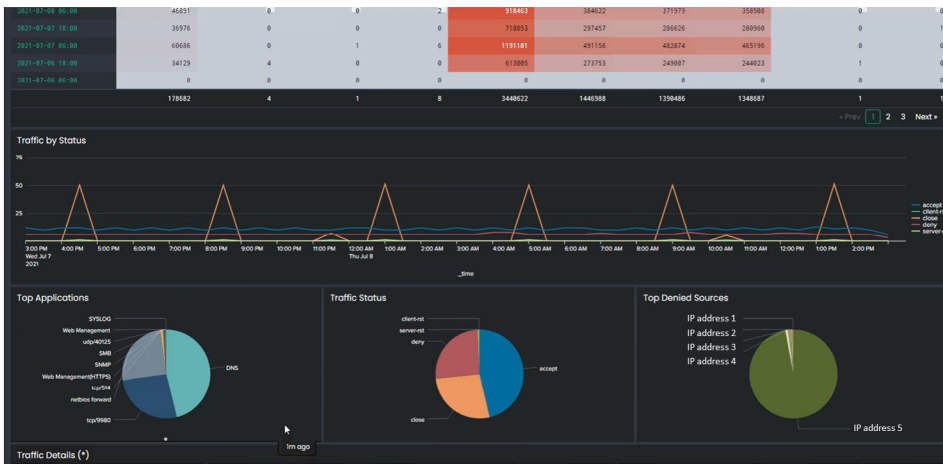 2021-07-08 06:00 46891 0 0 2 918463 384622 371979 358508 0
2021-07-07 18:00 36976 0 0 0 718053 297457 286626 280960 0
2021-07-07 06:00 60686 0 1 6 1191101 491156 482874 465196 0
2021-07-06 18:00 34129 4 0 0 613005 273753 249007 244023 1
2021-07-06 06:00 0 0 0 0 0 0 0 0 0
178682 4 1 8 3440622 1446988 1390486 1348687 1
« Prev 1 2 3 Next »
Traffic by Status
76
50
25
accept
close
deny
3:00 PM 4:00 PM 5:00 PM 6:00 PM 7:00 PM 8:00 PM 9:00 PM 10:00 PM 11:00 PM 12:00 AM 1:00 AM 2:00 AM 3:00 AM 4:00 AM 5:00 AM 6:00 AM 7:00 AM 8:00 AM 9:00 AM 10:00 AM 11:00 AM 12:00 PM 1:00 PM 2:00 PM
Wed Jul 7 Thu Jul 8
2021
_time
Top Applications
SYSLOG
Web Management
udp/40125
SMB
SNMP
Web Management(HTTPS)
tcp/514
netbios forward
tcp/9980
DNS
Traffic Status
client-rst
server-rst
deny
close
accept
Top Denied Sources
IP address 1
IP address 2
IP address 3
IP address 4
IP address 5
1m ago
Traffic Details (*)